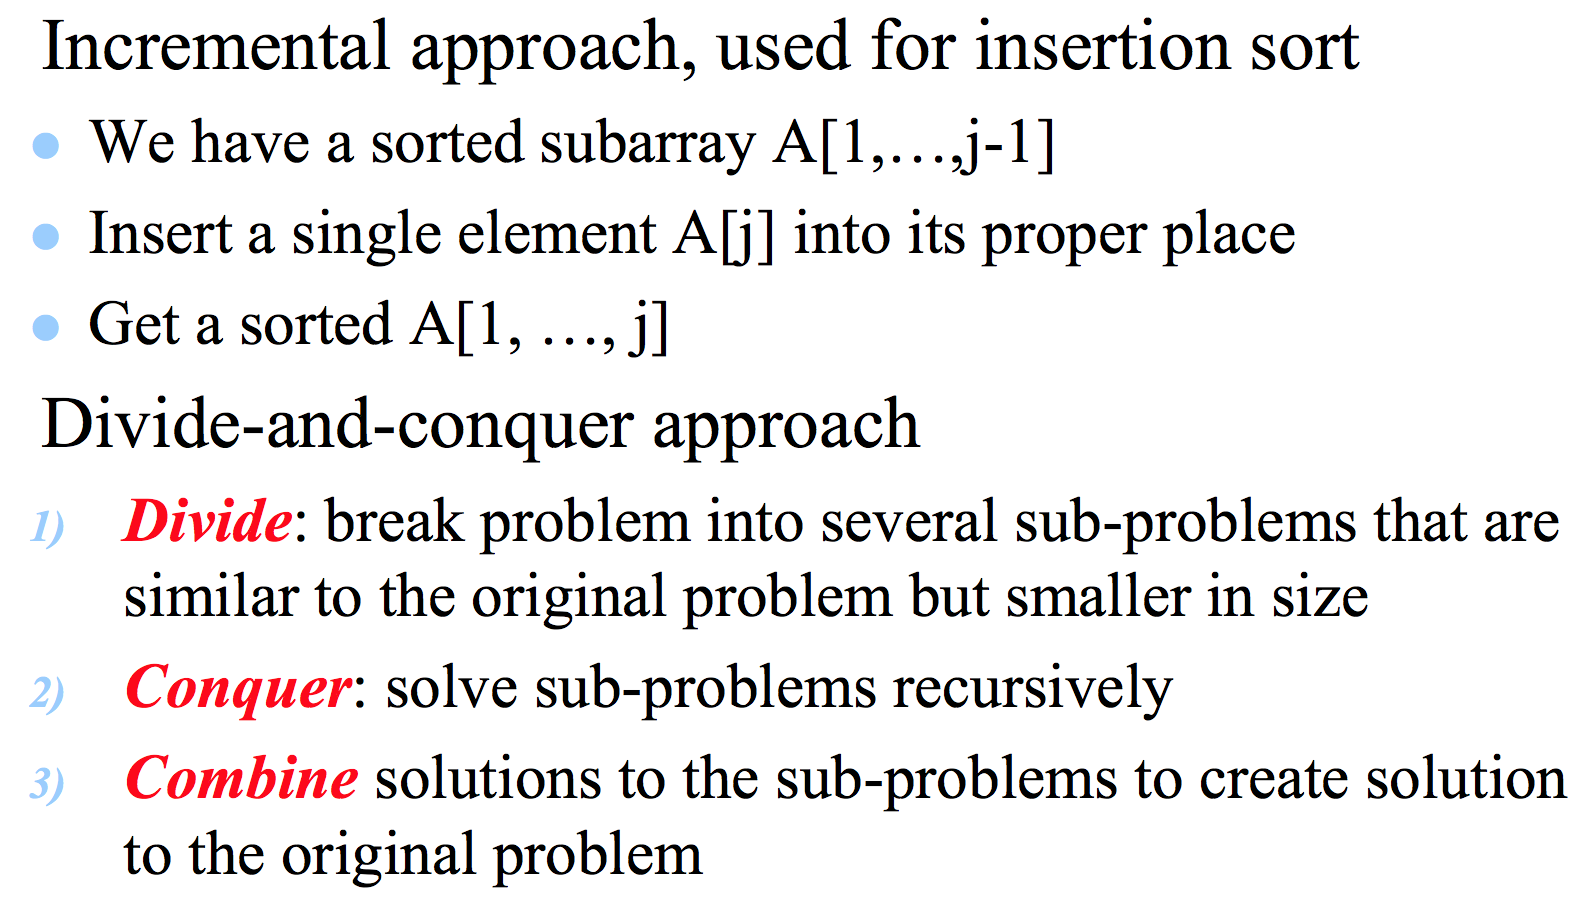 Incremental approach, used for insertion sort
● We have a sorted subarray A[1,…,j-1]
● Insert a single element A[j] into its proper place
● Get a sorted A[1, …, j]
Divide-and-conquer approach
1) Divide: break problem into several sub-problems that are
similar to the original problem but smaller in size
2) Conquer: solve sub-problems recursively
3) Combine solutions to the sub-problems to create solution
to the original problem